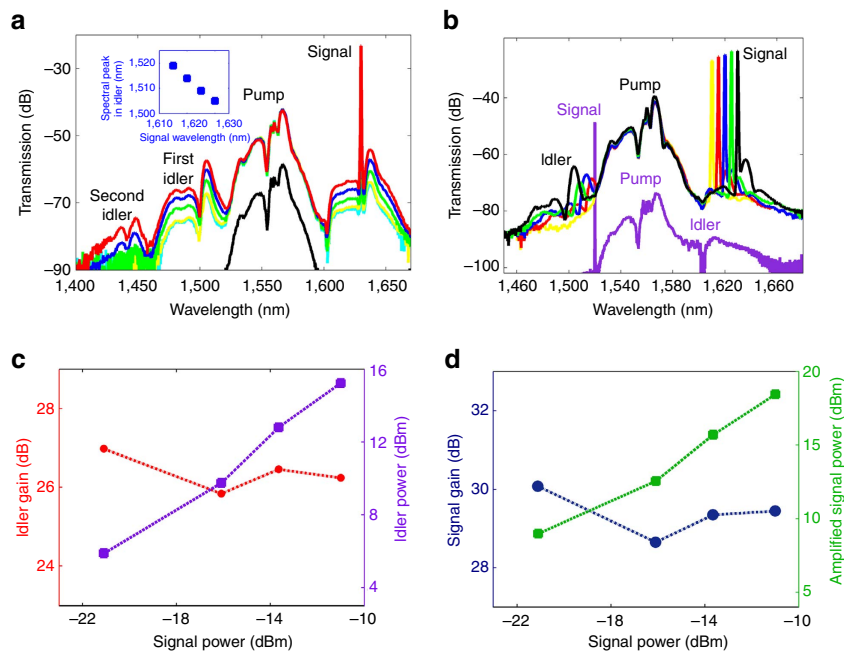 a
Transmission (dB)
−30
−50
−70
−90
1,400
1,450
1,500
1,550
1,600
1,650
Wavelength (nm)
Signal
Pump
First
idler
Second
idler
Spectral peak
in idler (nm)
1,520
1,510
1,500
1,610
1,620
1,630
Signal wavelength (nm)
b
Transmission (dB)
−40
−60
−80
−100
1,460
1,500
1,540
1,580
1,620
1,660
Wavelength (nm)
Signal
Pump
Signal
Idler
Pump
Idler
c
Idler gain (dB)
28
26
24
Idler power (dBm)
16
12
8
4
−22
−18
−14
−10
Signal power (dBm)
d
Signal gain (dB)
32
30
28
Amplified signal power (dBm)
20
15
10
5
−22
−18
−14
−10
Signal power (dBm)